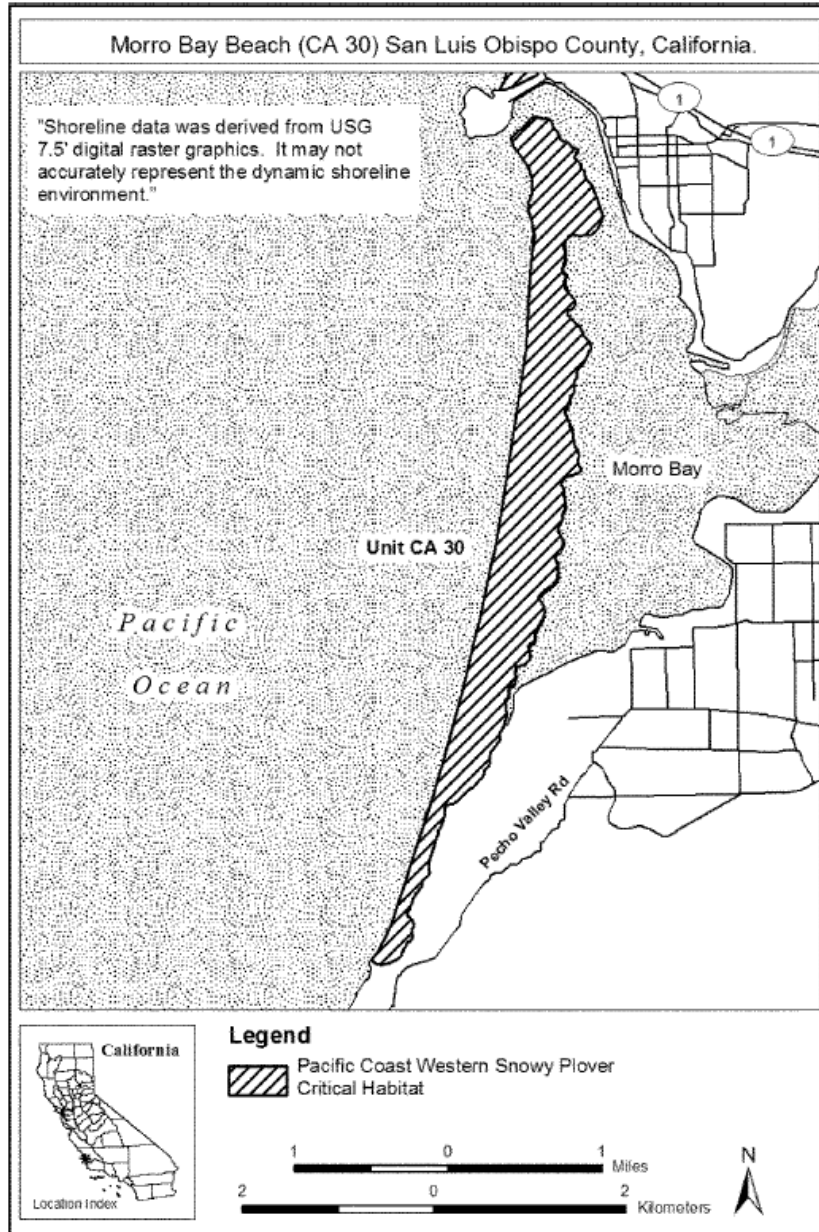 Morro Bay Beach (CA 30) San Luis Obispo County, California.
"Shoreline data was derived from USG
7.5' digital raster graphics. It may not
accurately represent the dynamic shoreline
environment."
1
1
Morro Bay
Unit CA 30
Pacific
Ocean
Pecho Valley Rd
California
Location Index
Legend
Pacific Coast Western Snowy Plover
Critical Habitat
1 0 1 Miles
2 0 2 Kilometers
N